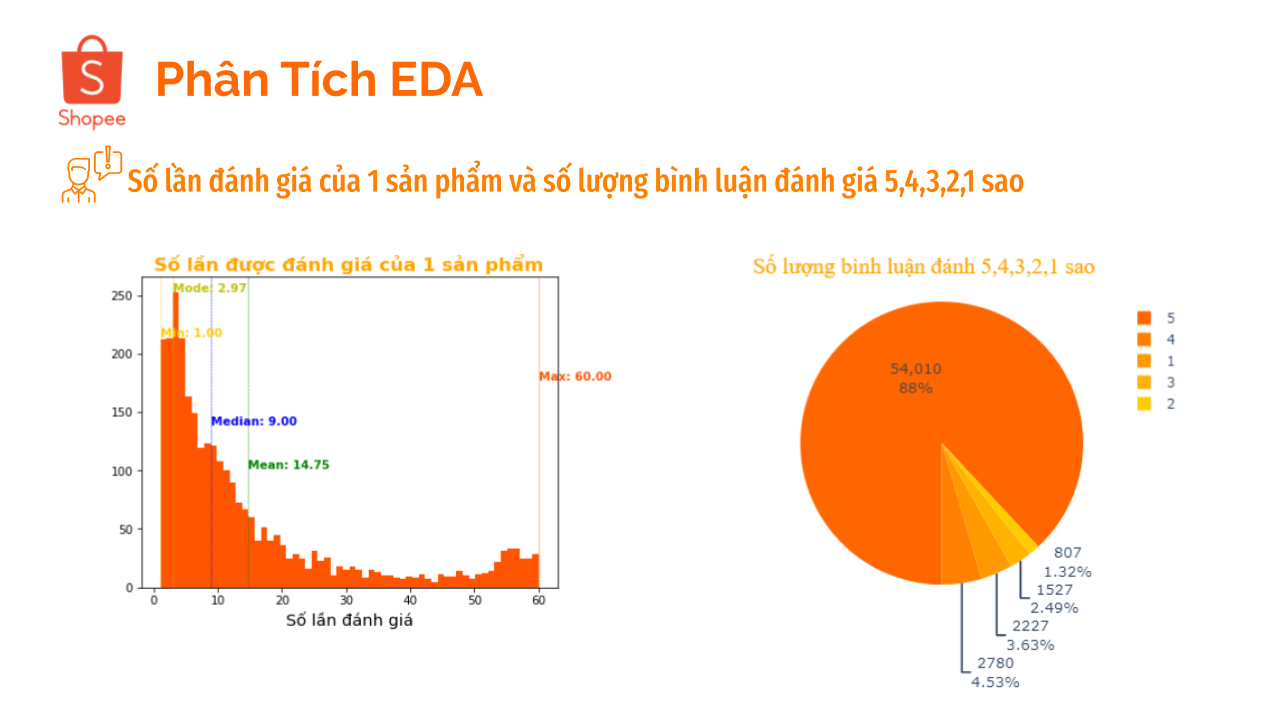 S
Shopee
Phân Tích EDA
Số lần đánh giá của 1 sản phẩm và số lượng bình luận đánh giá 5,4,3,2,1 sao
Số lần được đánh giá của 1 sản phẩm
Mode: 2.97
Min: 1.00
Max: 60.00
Median: 9.00
Mean: 14.75
250
200
150
100
50
0
0 10 20 30 40 50 60
Số lần đánh giá
Số lượng bình luận đánh 5,4,3,2,1 sao
54,010
88%
807
1.32%
1527
2.49%
2227
3.63%
2780
4.53%
5
4
1
3
2